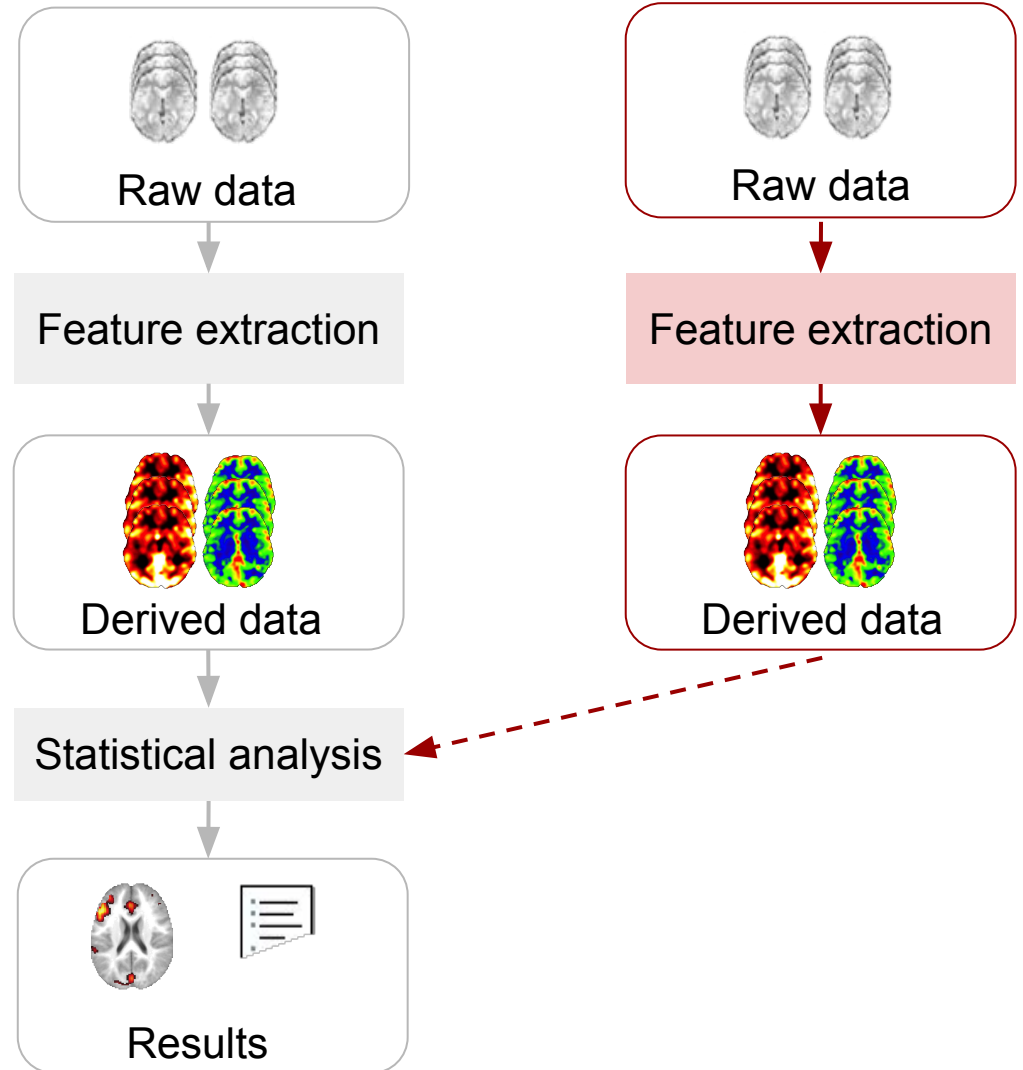 Raw data
Raw data
Feature extraction
Feature extraction
Derived data
Derived data
Statistical analysis
Results